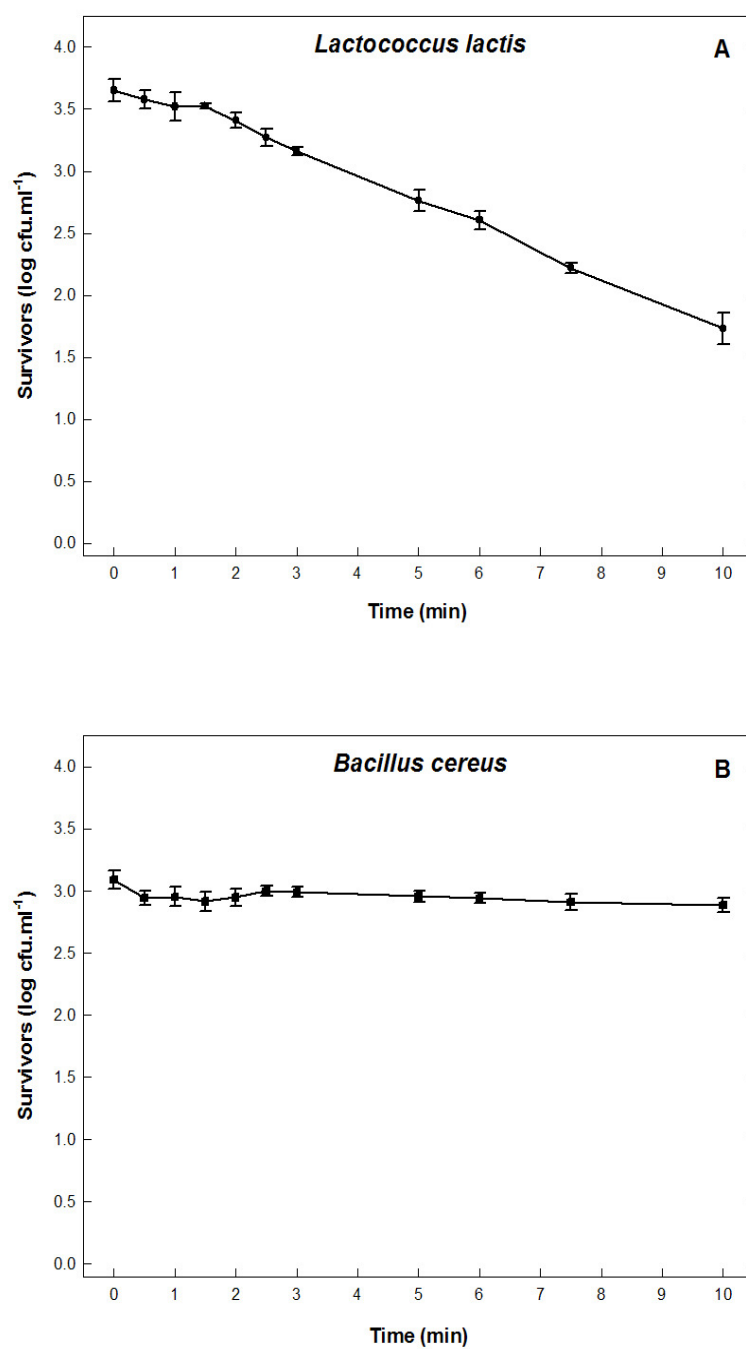 Lactococcus lactis
A
4.0
3.5
3.0
2.5
2.0
1.5
1.0
0.5
0.0
Survivors (log cfu.ml⁻¹)
0 1 2 3 4 5 6 7 8 9 10
Time (min)
Bacillus cereus
B
4.0
3.5
3.0
2.5
2.0
1.5
1.0
0.5
0.0
Survivors (log cfu.ml⁻¹)
0 1 2 3 4 5 6 7 8 9 10
Time (min)